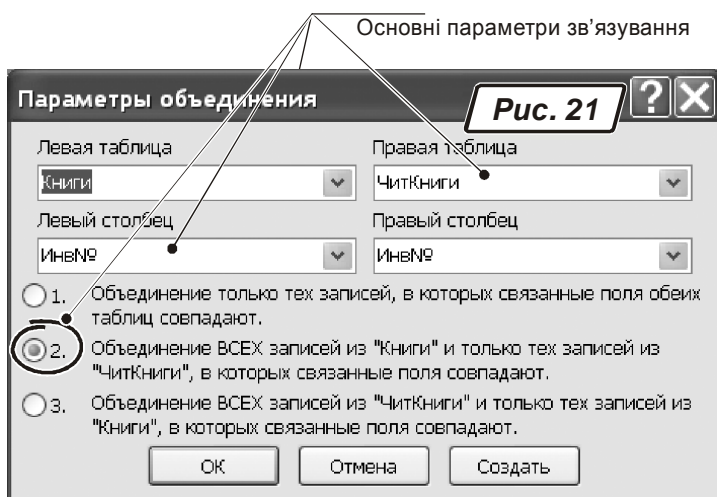 Основні параметри зв'язування
Параметры объединения
Рис. 21
Левая таблица
Правая таблица
Книги
ЧитКниги
Левый столбец
Правый столбец
Инв№
Инв№
1. Объединение только тех записей, в которых связанные поля обеих
таблиц совпадают.
2. Объединение ВСЕХ записей из "Книги" и только тех записей из
"ЧитКниги", в которых связанные поля совпадают.
3. Объединение ВСЕХ записей из "ЧитКниги" и только тех записей из
"Книги", в которых связанные поля совпадают.
ОК
Отмена
Создать